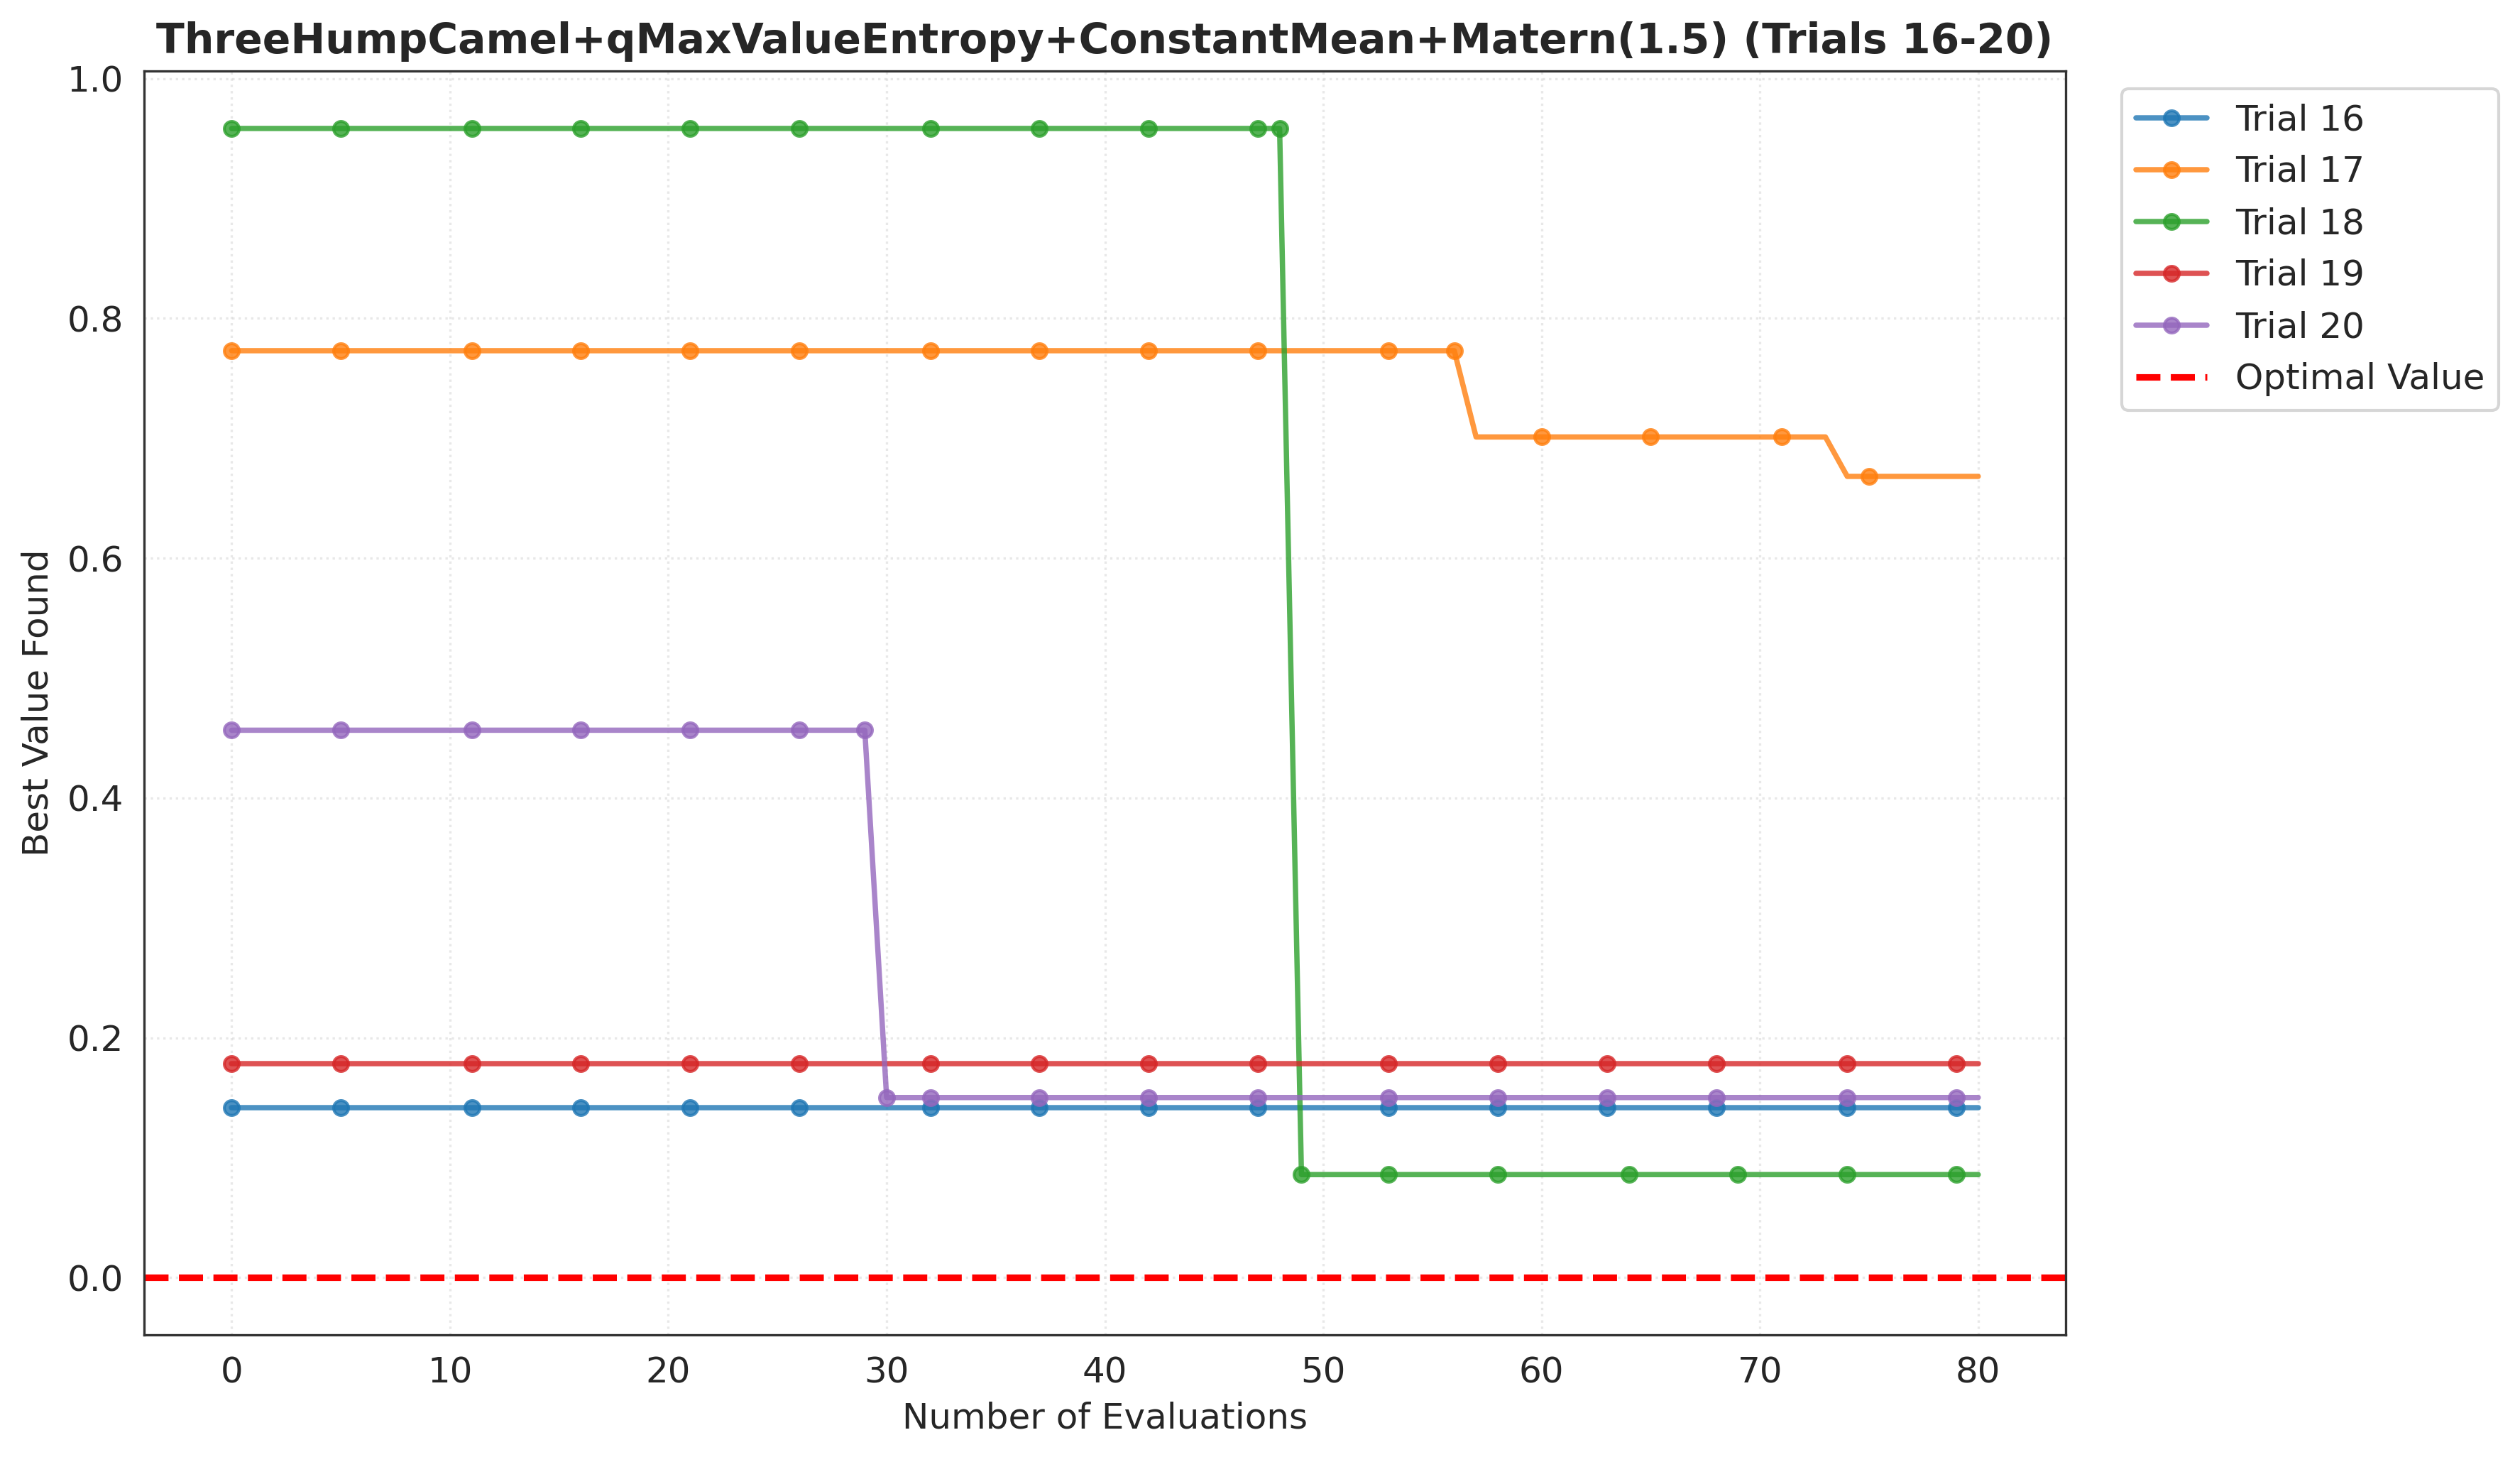 ThreeHumpCamel+qMaxValueEntropy+ConstantMean+Matern(1.5) (Trials 16-20)
Best Value Found
1.0
0.8
0.6
0.4
0.2
0.0
0 10 20 30 40 50 60 70 80
Number of Evaluations
Trial 16
Trial 17
Trial 18
Trial 19
Trial 20
Optimal Value